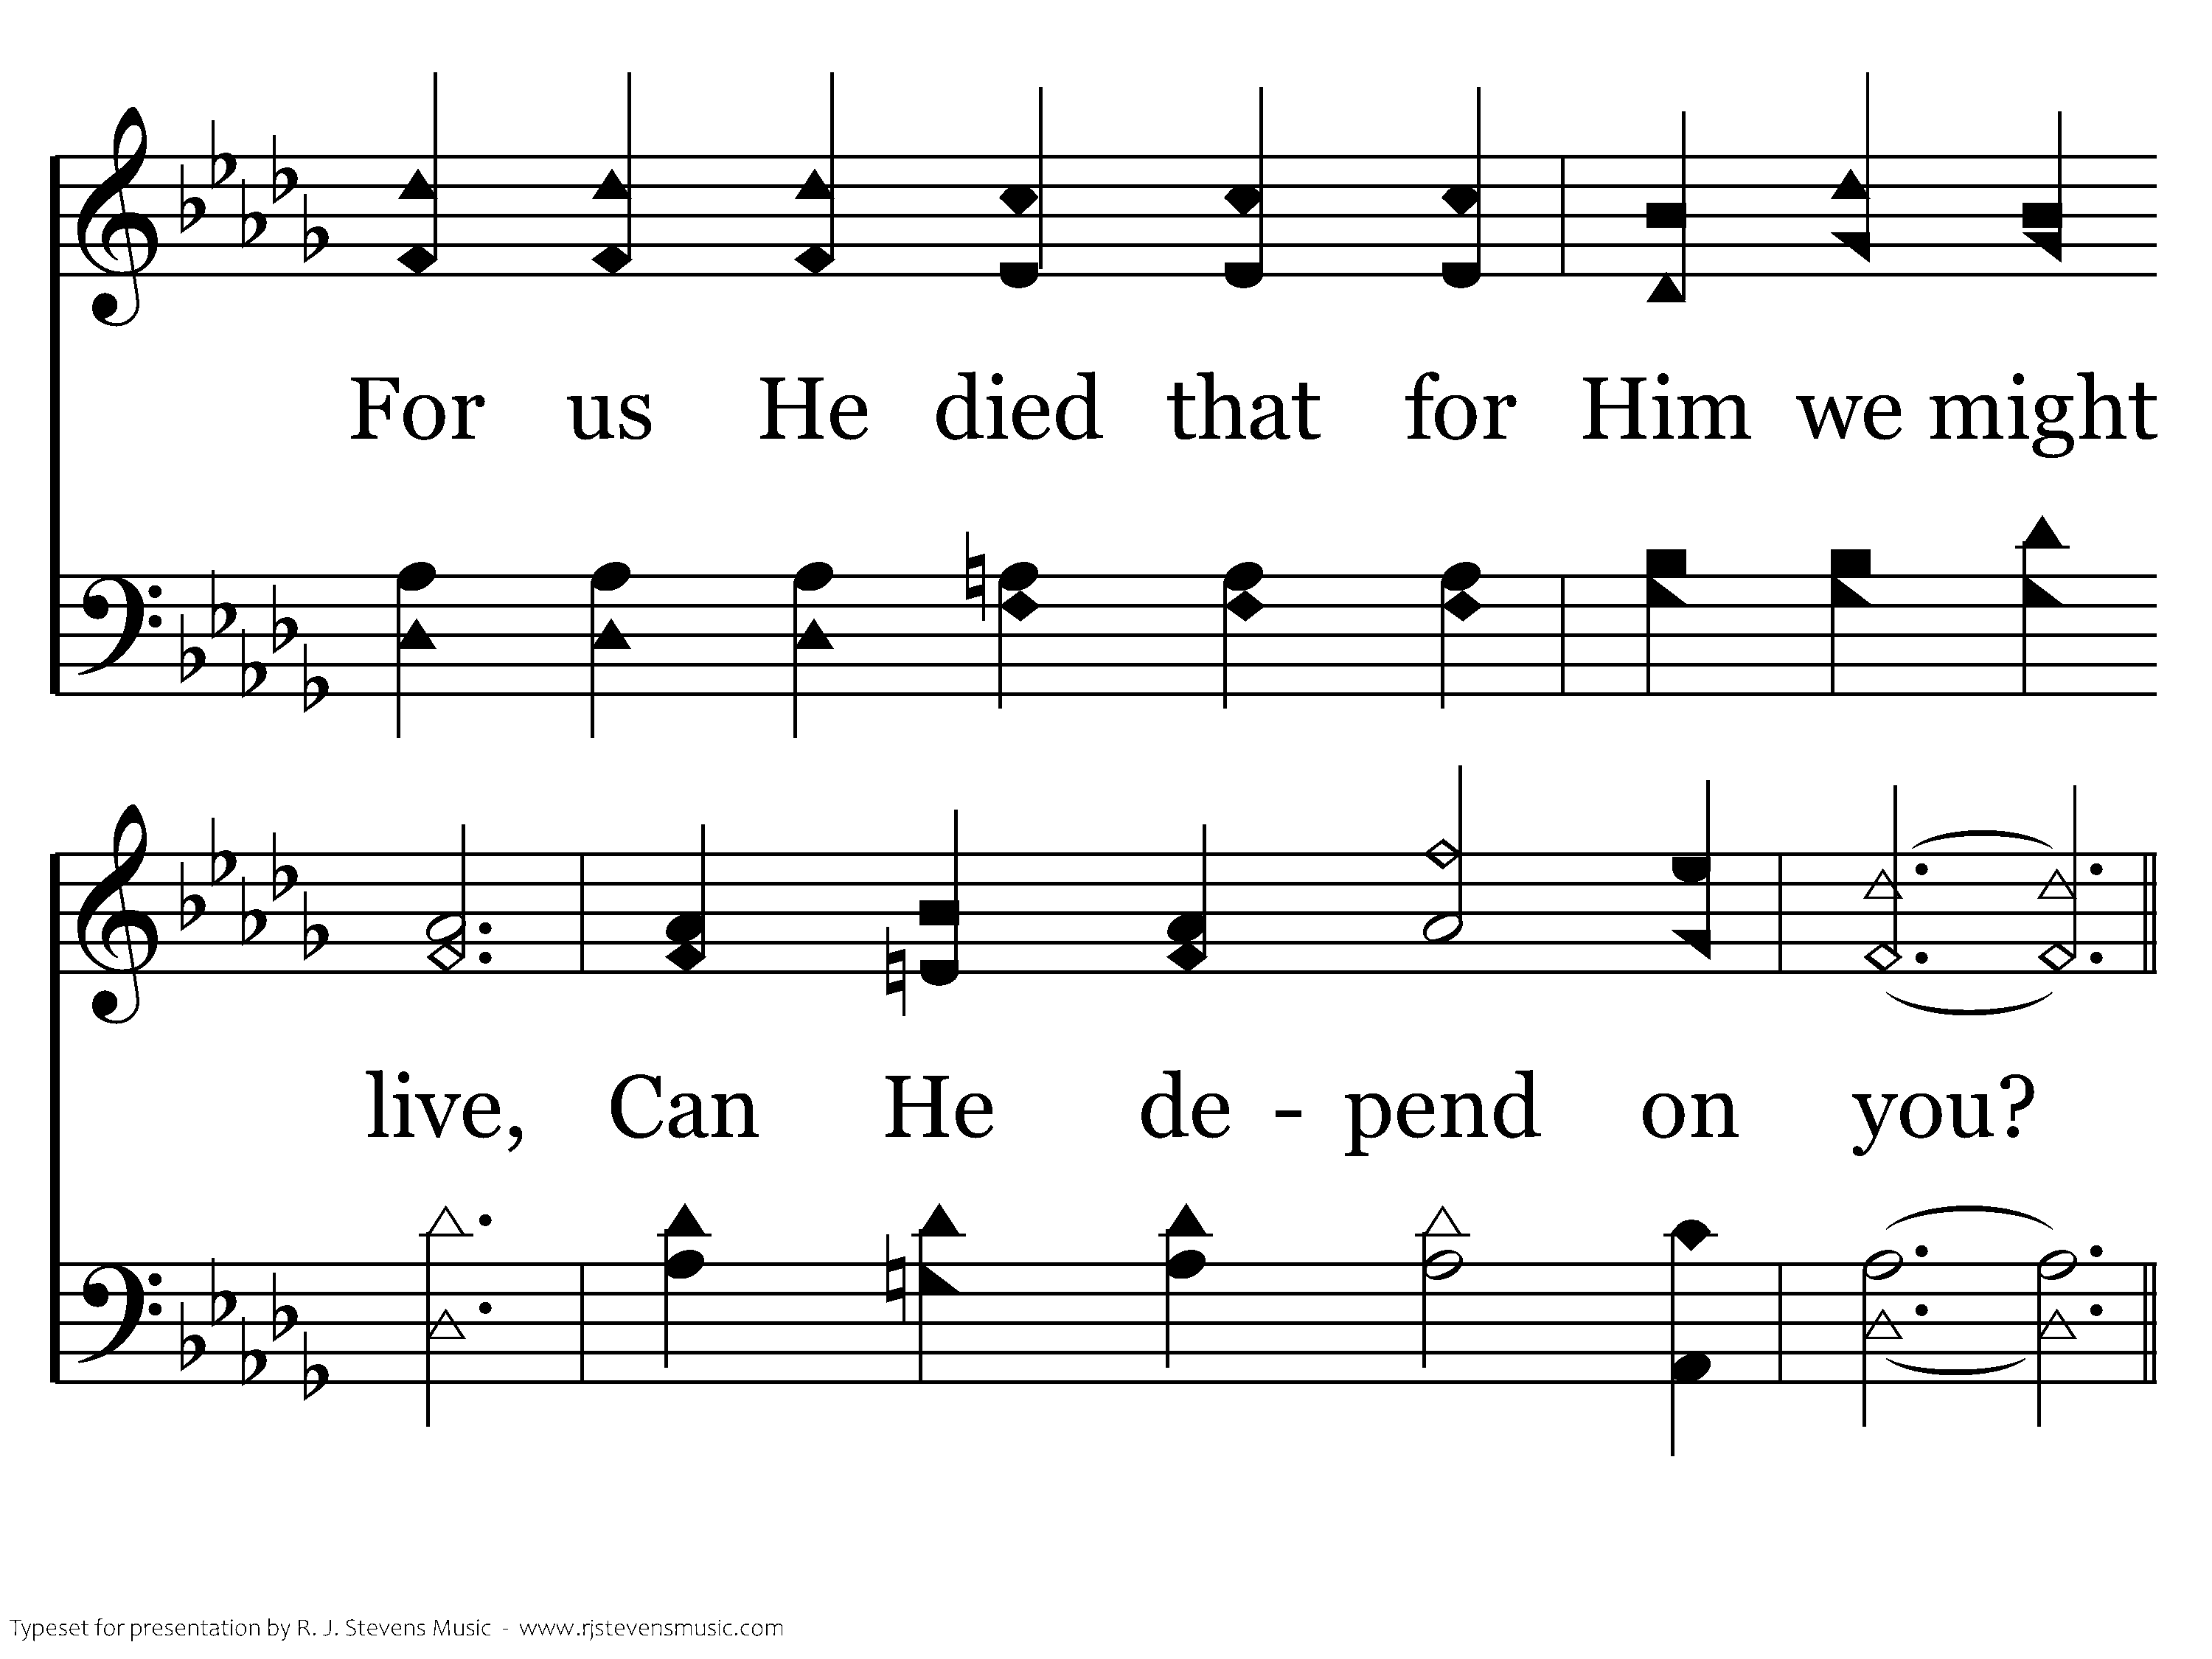 For us He died that for Him we might
live, Can He de - pend on you?
Typeset for presentation by R. J. Stevens Music - www.rjstevensmusic.com